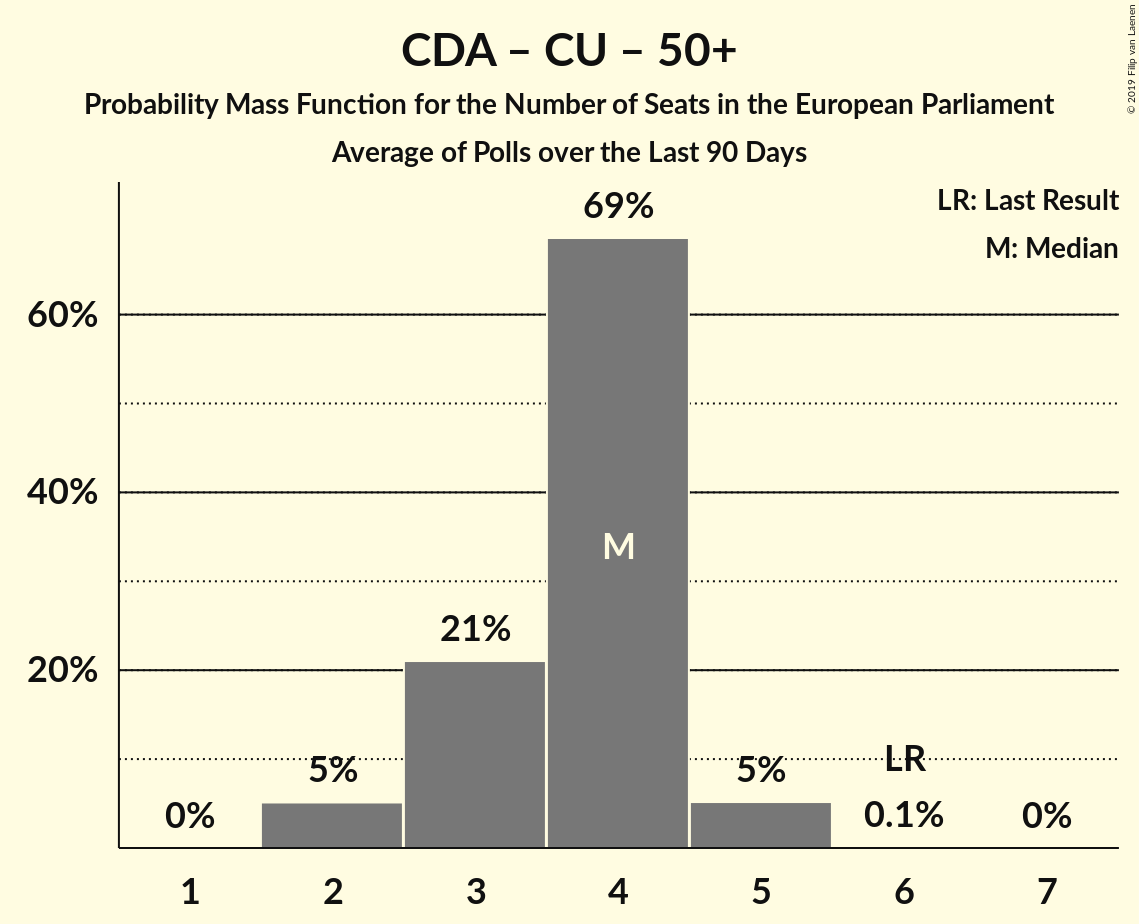 CDA – CU – 50+
Probability Mass Function for the Number of Seats in the European Parliament
Average of Polls over the Last 90 Days
© 2019 Filip van Laenen
LR: Last Result
M: Median
69%
60%
40%
M
21%
20%
LR
5%
5%
0%
0.1%
0%
1 2 3 4 5 6 7